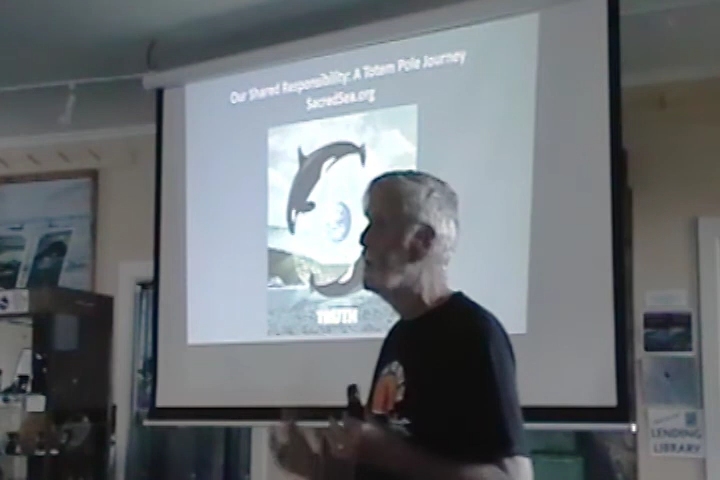 Our Shared Responsibility: A Totem Pole Journey
SacredSea.org
TRUTH
LENDING
LIBRARY